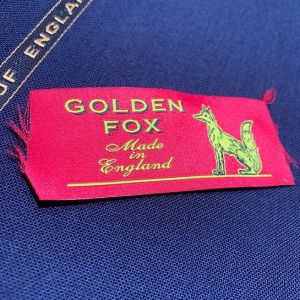 OF ENGLA
GOLDEN
FOX
Made
in
England